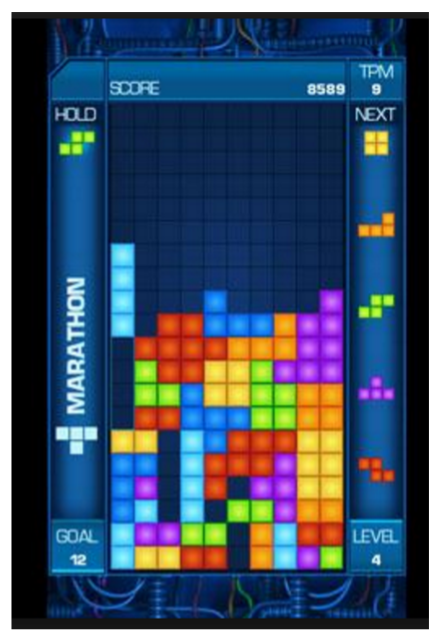 TPM
SCORE 8589 9
HOLD
NEXT
MARATHON
GOAL
12
LEVEL
4